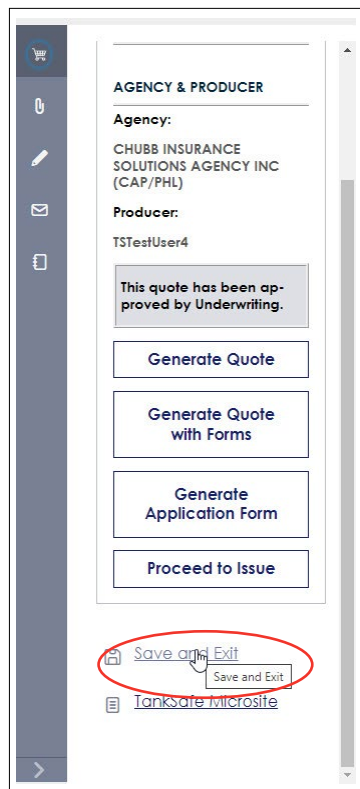 AGENCY & PRODUCER
Agency:
CHUBB INSURANCE
SOLUTIONS AGENCY INC
(CAP/PHL)
Producer:
TSTestUser4
This quote has been ap-
proved by Underwriting.
Generate Quote
Generate Quote
with Forms
Generate
Application Form
Proceed to Issue
Save and Exit
Save and Exit
TankSafe Microsite